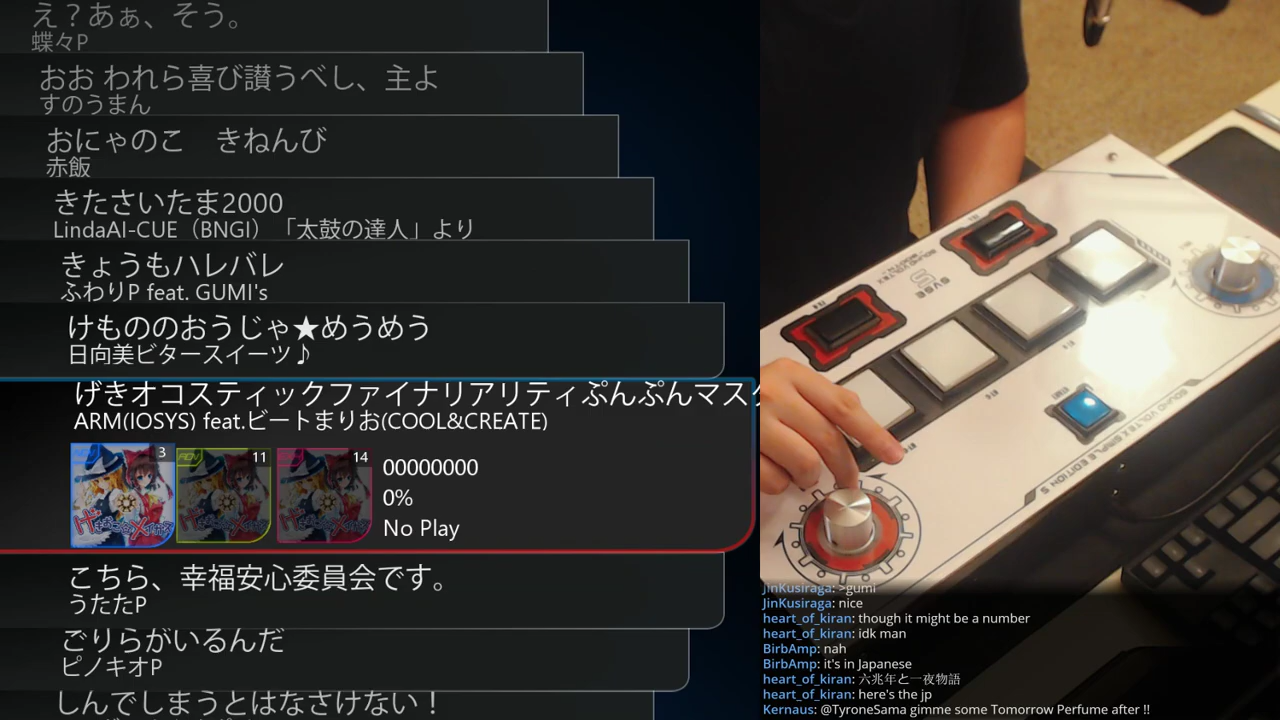 え？あぁ、そう。
蝶々P
おお われら喜び讃うべし、主よ
すのうまん
おにゃのこ　きねんび
赤飯
きたさいたま2000
LindaAI-CUE（BNGI）「太鼓の達人」より
きょうもハレバレ
ふわりP feat. GUMI's
けもののおうじゃ★めうめう
日向美ビタースイーツ♪
げきオコスティックファイナリアリティぷんぷんマスク
ARM(IOSYS) feat.ビートまりお(COOL&CREATE)
3
11
14
00000000
0%
No Play
こちら、幸福安心委員会です。
うたたP
ごりらがいるんだ
ピノキオP
しんでしまうとはなさけない！
SOUND VOLTEX SIMPLE EDITION S
JinKusiraga: >gumi
JinKusiraga: nice
heart_of_kiran: though it might be a number
heart_of_kiran: idk man
BirbAmp: nah
BirbAmp: it's in Japanese
heart_of_kiran: 六兆年と一夜物語
heart_of_kiran: here's the jp
Kernaus: @TyroneSama gimme some Tomorrow Perfume after !!